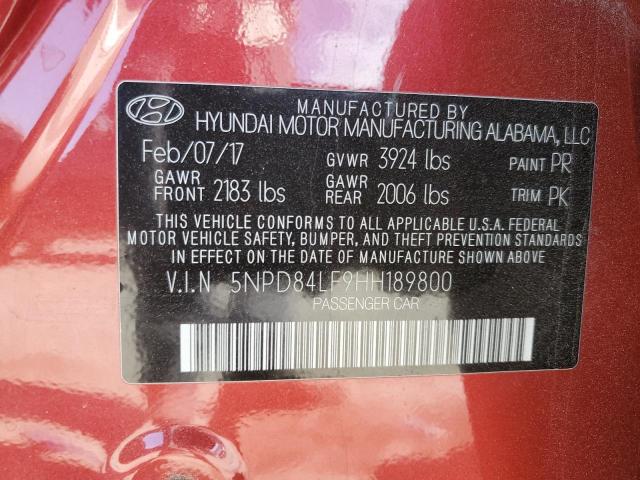 MANUFACTURED BY
HYUNDAI MOTOR MANUFACTURING ALABAMA, LLC
Feb/07/17 GVWR 3924 lbs PAINT PR
GAWR FRONT 2183 lbs GAWR REAR 2006 lbs TRIM PK
THIS VEHICLE CONFORMS TO ALL APPLICABLE U.S.A. FEDERAL
MOTOR VEHICLE SAFETY, BUMPER, AND THEFT PREVENTION STANDARDS
IN EFFECT ON THE DATE OF MANUFACTURE SHOWN ABOVE.
V.I.N 5NPD84LF9HH189800
PASSENGER CAR